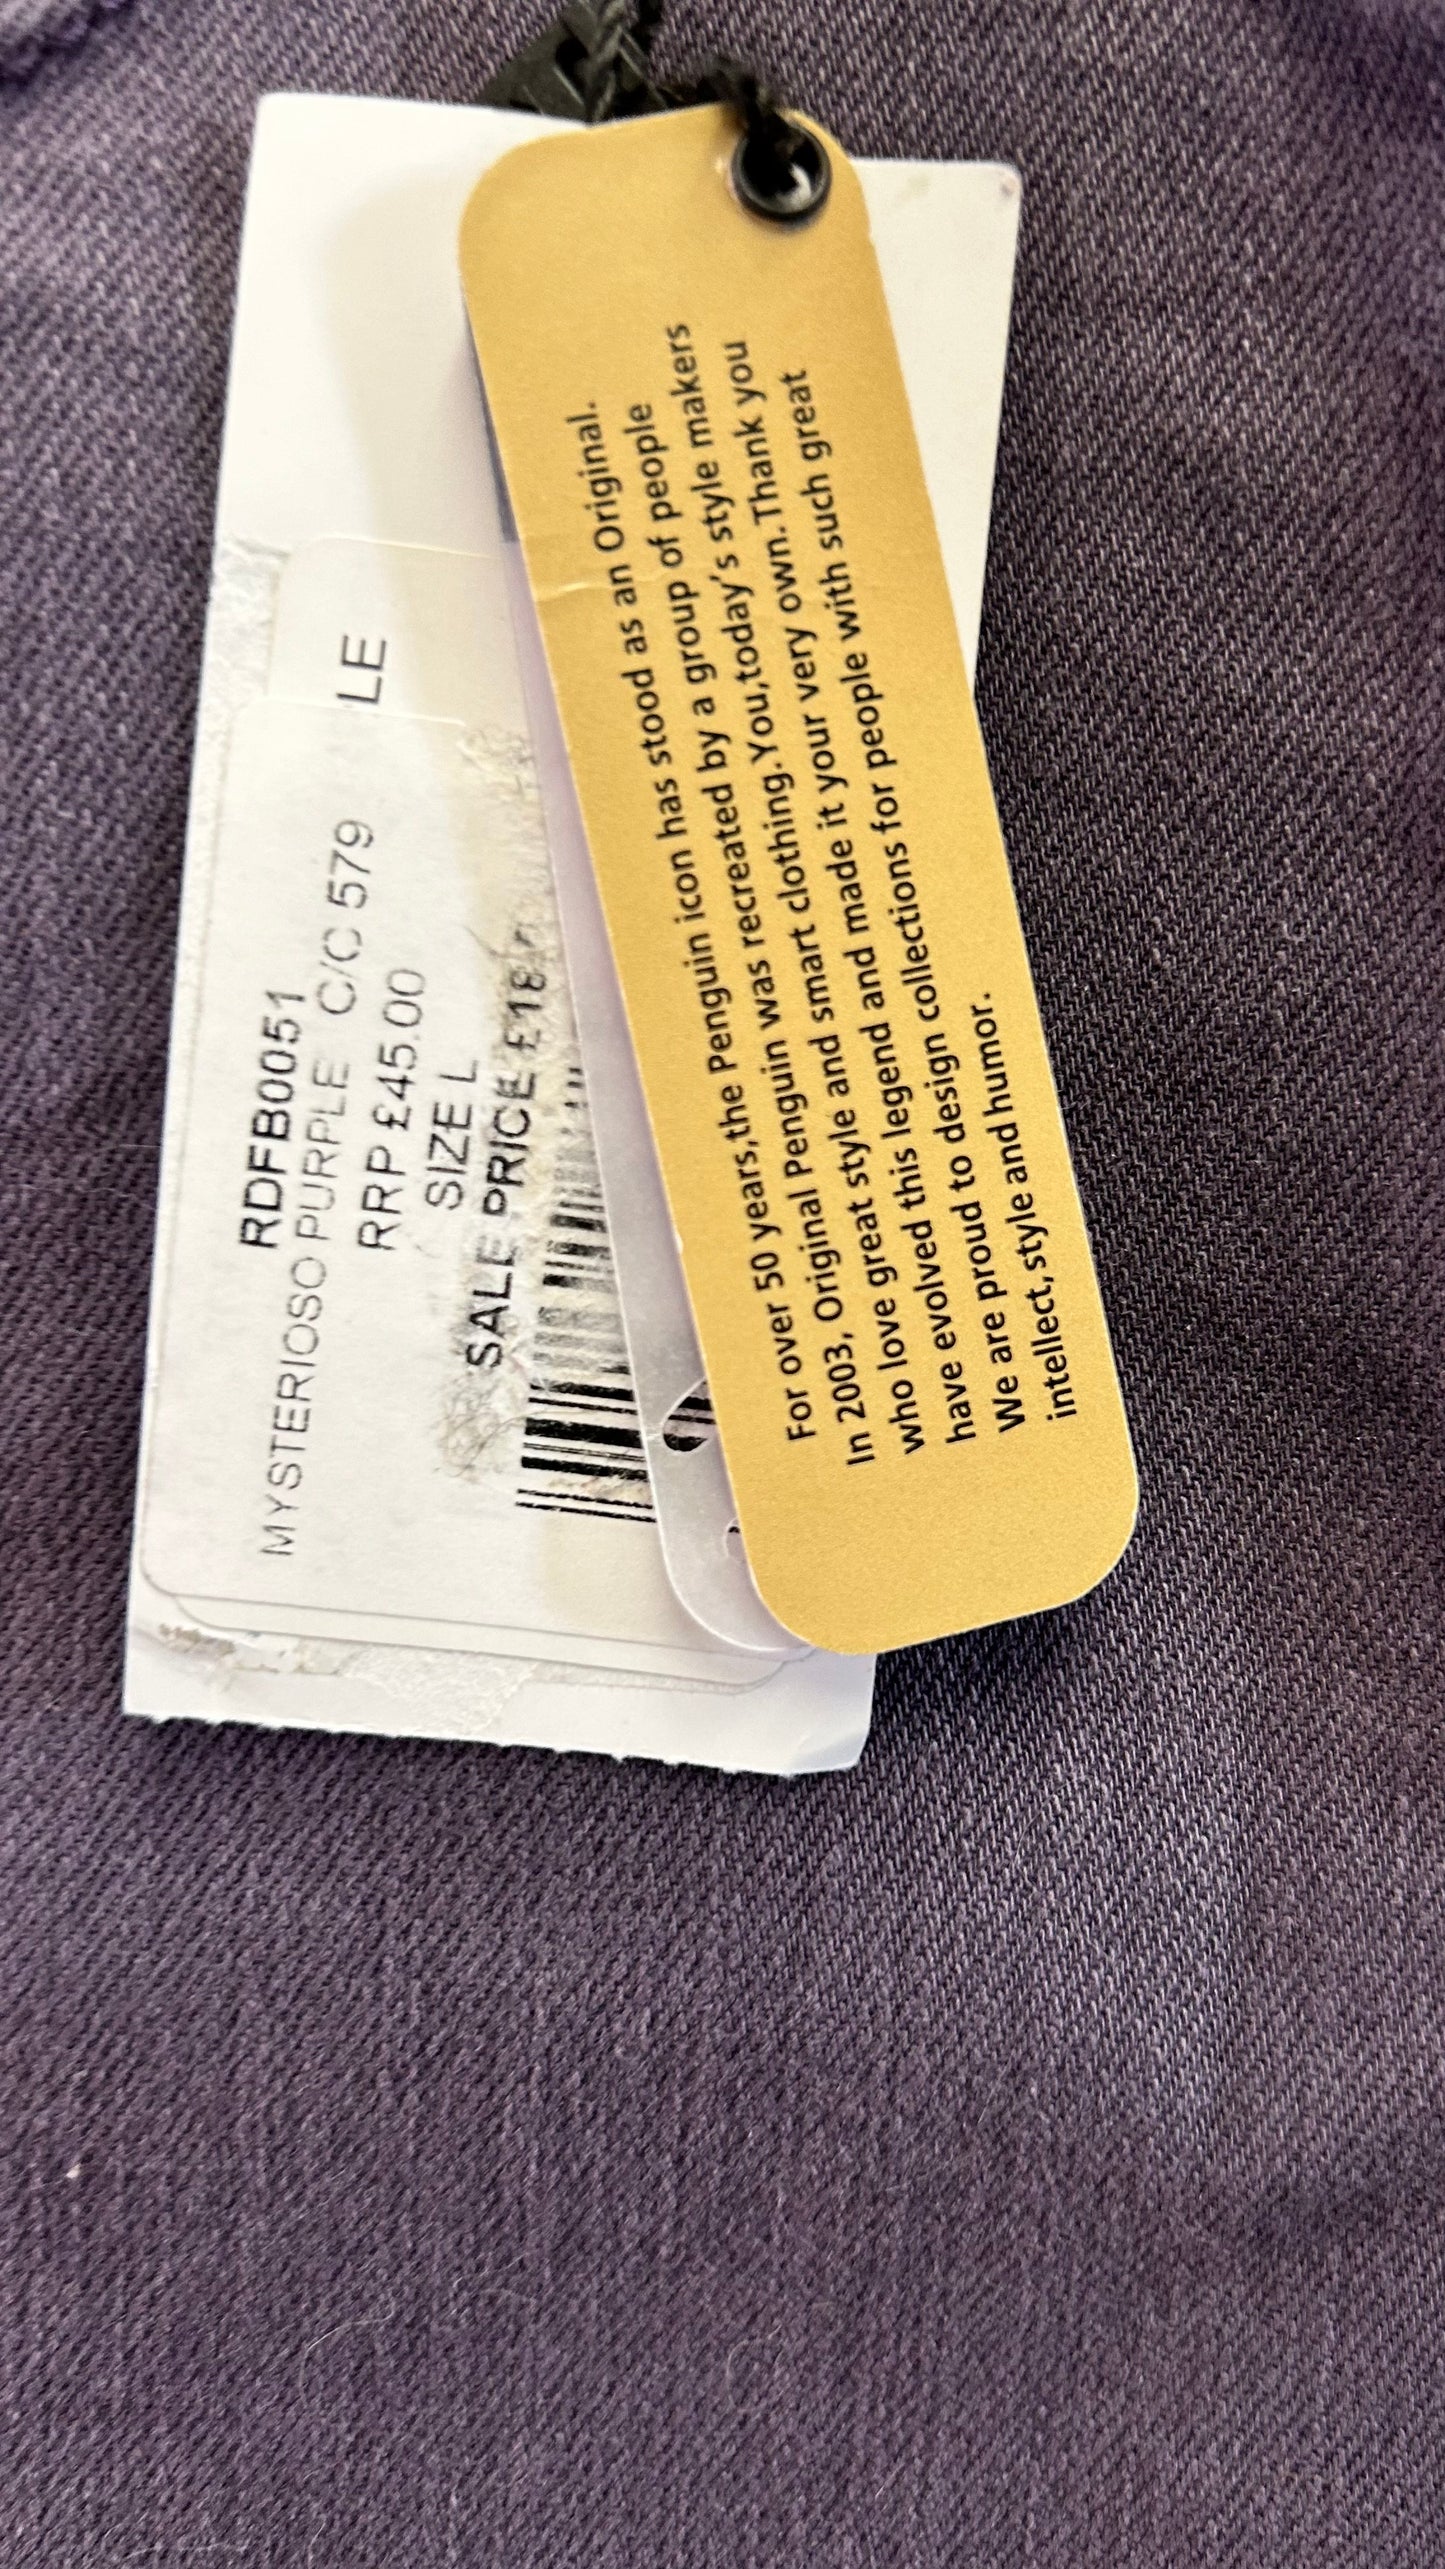 LE
RDFB0051
MYSTERIOSO PURPLE C/C 579
RRP £45.00
SIZE L
SALE PRICE £18
For over 50 years,the Penguin icon has stood as an Original.
In 2003, Original Penguin was recreated by a group of people
who love great style and smart clothing.You,today's style makers
have evolved this legend and made it your very own.Thank you
We are proud to design collections for people with such great
intellect, style and humor.